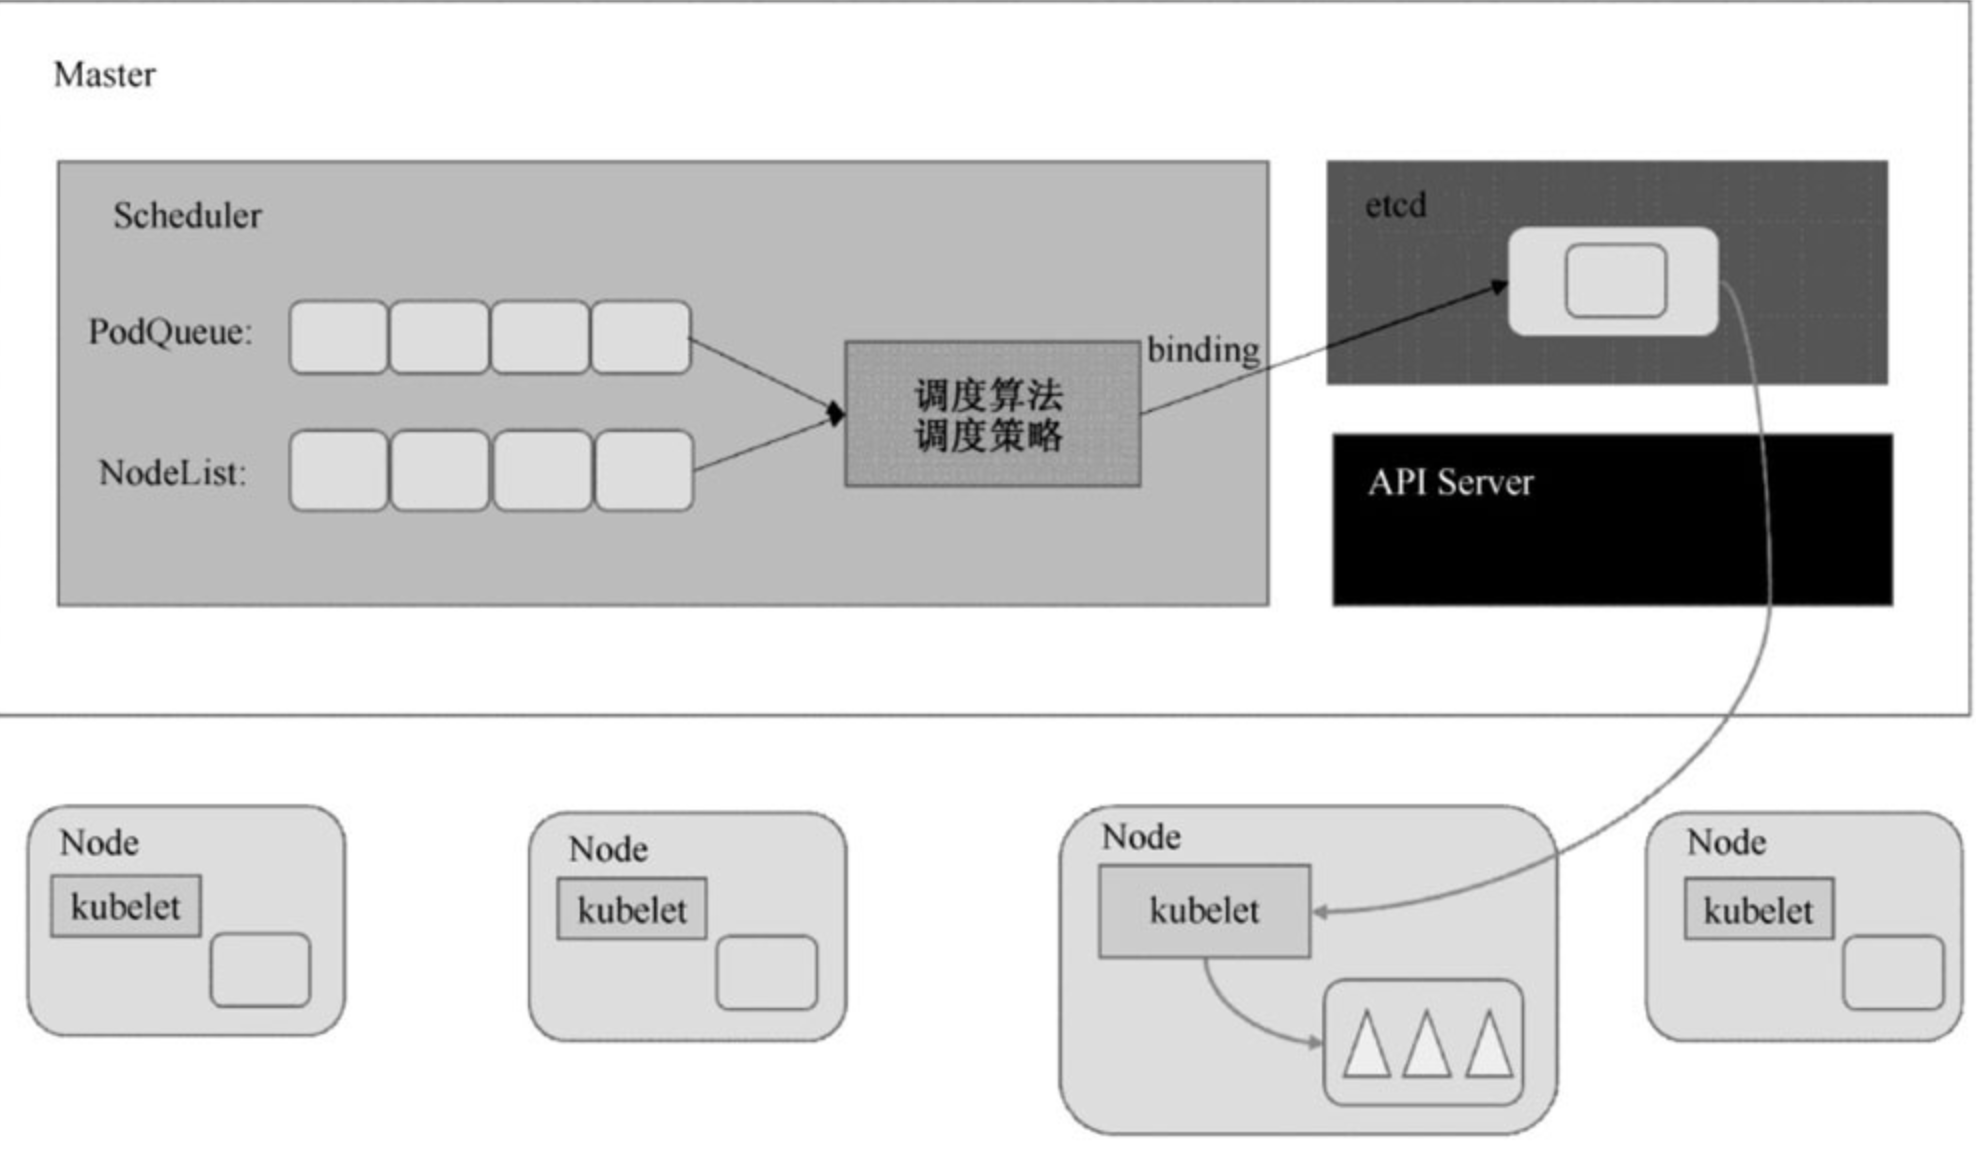 Master
Scheduler
etcd
PodQueue:
binding
调度算法
调度策略
NodeList:
API Server
Node
kubelet
Node
kubelet
Node
kubelet
Node
kubelet